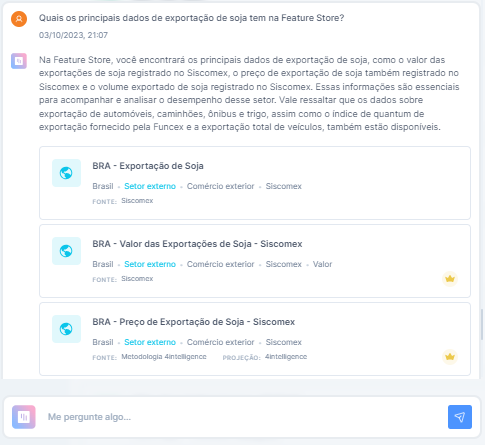 Quais os principais dados de exportação de soja tem na Feature Store?
03/10/2023, 21:07
Na Feature Store, você encontrará os principais dados de exportação de soja, como o valor das
exportações de soja registrado no Siscomex, o preço de exportação de soja também registrado no
Siscomex e o volume exportado de soja registrado no Siscomex. Essas informações são essenciais
para acompanhar e analisar o desempenho desse setor. Vale ressaltar que os dados sobre
exportação de automóveis, caminhões, ônibus e trigo, assim como o índice de quantum de
exportação fornecido pela Funcex e a exportação total de veículos, também estão disponíveis.
BRA - Exportação de Soja
Brasil - Setor externo - Comércio exterior - Siscomex
FONTE: Siscomex
BRA - Valor das Exportações de Soja - Siscomex
Brasil - Setor externo - Comércio exterior - Siscomex - Valor
FONTE: Siscomex
BRA - Preço de Exportação de Soja - Siscomex
Brasil - Setor externo - Comércio exterior - Siscomex
FONTE: Metodologia 4intelligence PROJEÇÃO: 4intelligence
Me pergunte algo...